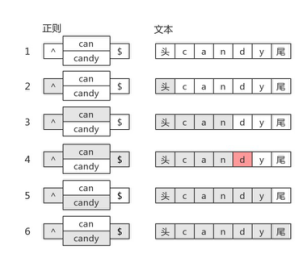 正则 文本
can
1 ^ $ 头 c a n d y 尾
candy
can
2 ^ $ 头 c a n d y 尾
candy
can
3 ^ $ 头 c a n d y 尾
candy
can
4 ^ $ 头 c a n d y 尾
candy
can
5 ^ $ 头 c a n d y 尾
candy
can
6 ^ $ 头 c a n d y 尾
candy